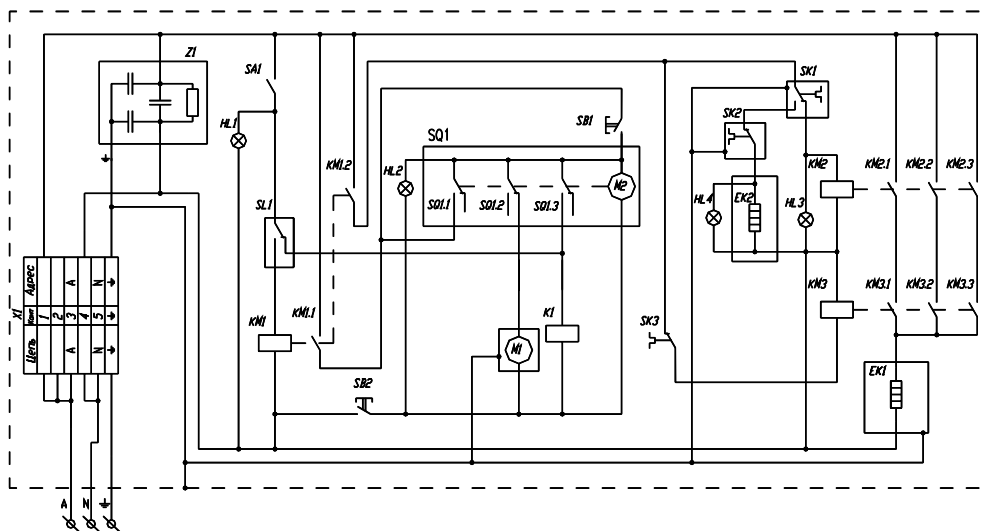 Z1
SA1
SK1
SK2
SB1
SQ1
HL1
KM1.2
HL2
M2
KM2
KM2.1
KM2.2
KM2.3
SQ1.1
SQ1.2
SQ1.3
HL4
EK2
HL3
SL1
KM3
KM3.1
KM3.2
KM3.3
X1
Адрес
A
N
Конт
1
2
3
4
5
Цепь
A
N
KM1
KM1.1
K1
SK3
M1
SB2
EK1
A
N